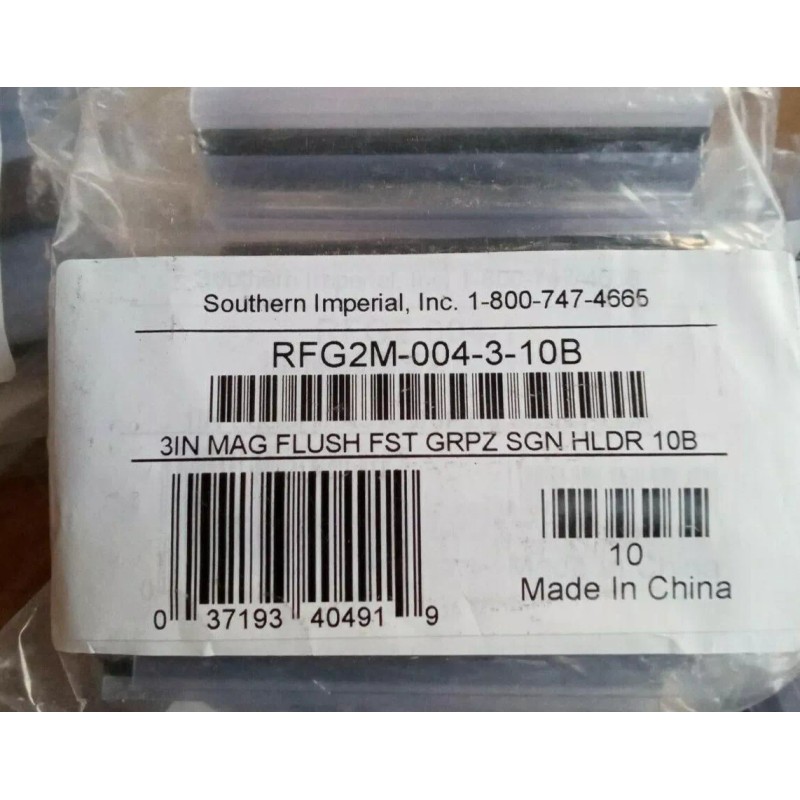 Southern Imperial, Inc. 1-800-747-4665
RFG2M-004-3-10B
3IN MAG FLUSH FST GRPZ SGN HLDR 10B
10
Made In China
0 37193 40491 9